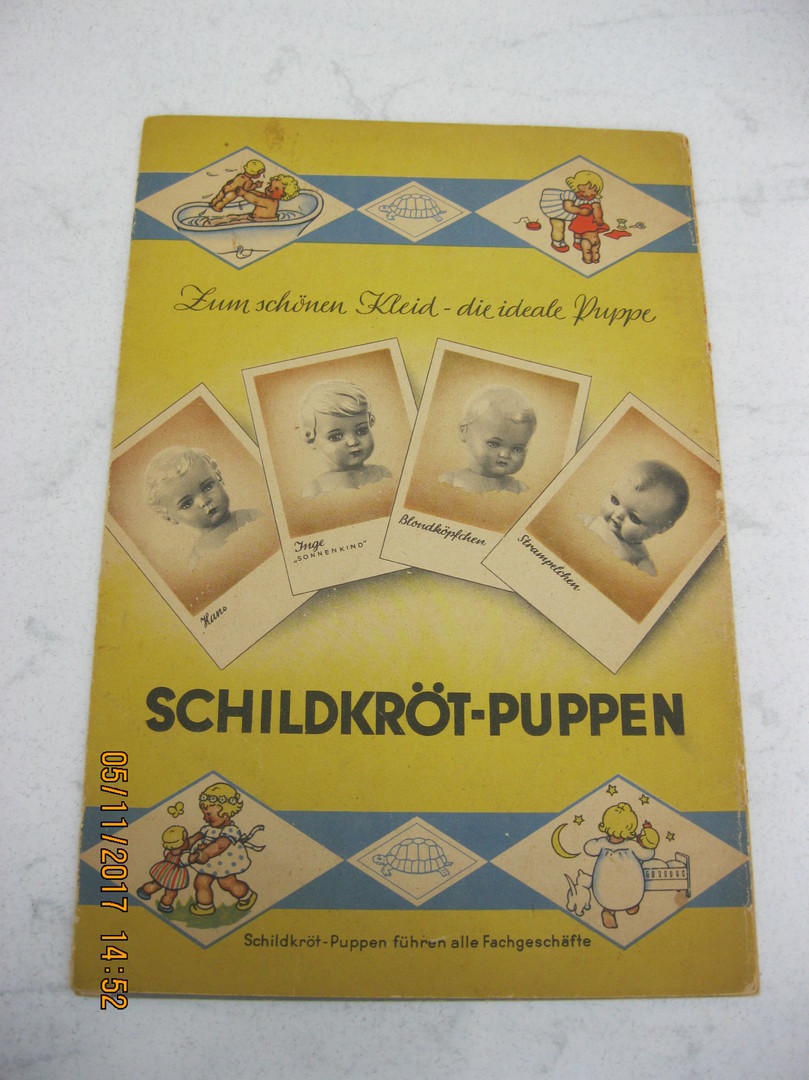 Zum schönen Kleid - die ideale Puppe
Hans
Inge
„SONNENKIND"
Blondköpfchen
Strampelchen
SCHILDKRÖT-PUPPEN
Schildkröt-Puppen führen alle Fachgeschäfte
05/11/2017 14:52